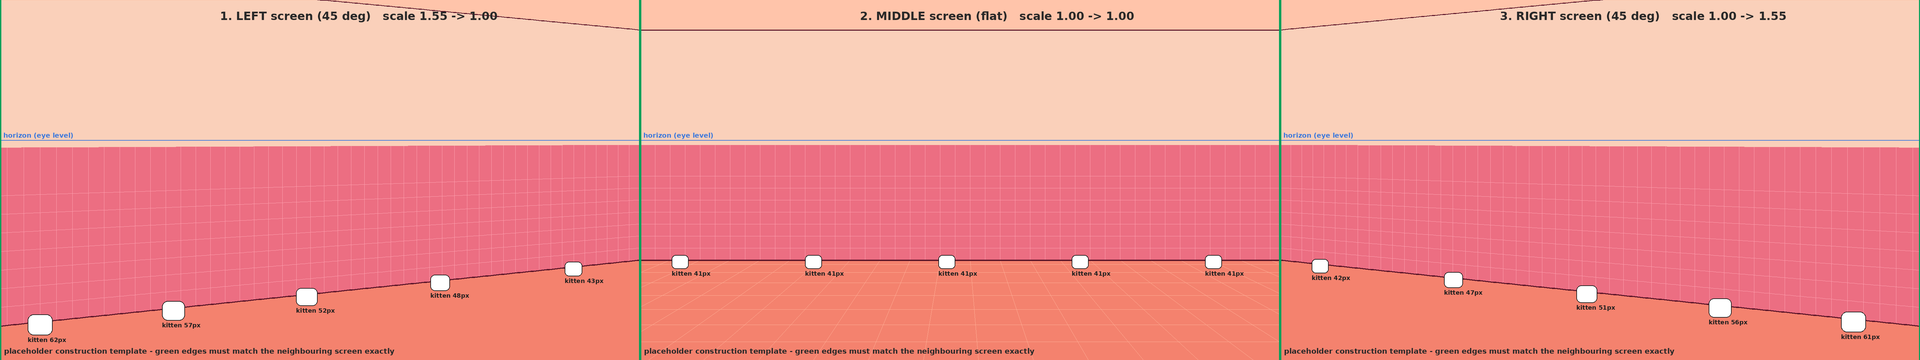 1. LEFT screen (45 deg)   scale 1.55 -> 1.00
horizon (eye level)
kitten 43px
kitten 48px
kitten 52px
kitten 57px
kitten 62px
placeholder construction template - green edges must match the neighbouring screen exactly
2. MIDDLE screen (flat)   scale 1.00 -> 1.00
horizon (eye level)
kitten 41px
kitten 41px
kitten 41px
kitten 41px
kitten 41px
placeholder construction template - green edges must match the neighbouring screen exactly
3. RIGHT screen (45 deg)   scale 1.00 -> 1.55
horizon (eye level)
kitten 42px
kitten 47px
kitten 51px
kitten 56px
kitten 61px
placeholder construction template - green edges must match the neighbouring screen exactly